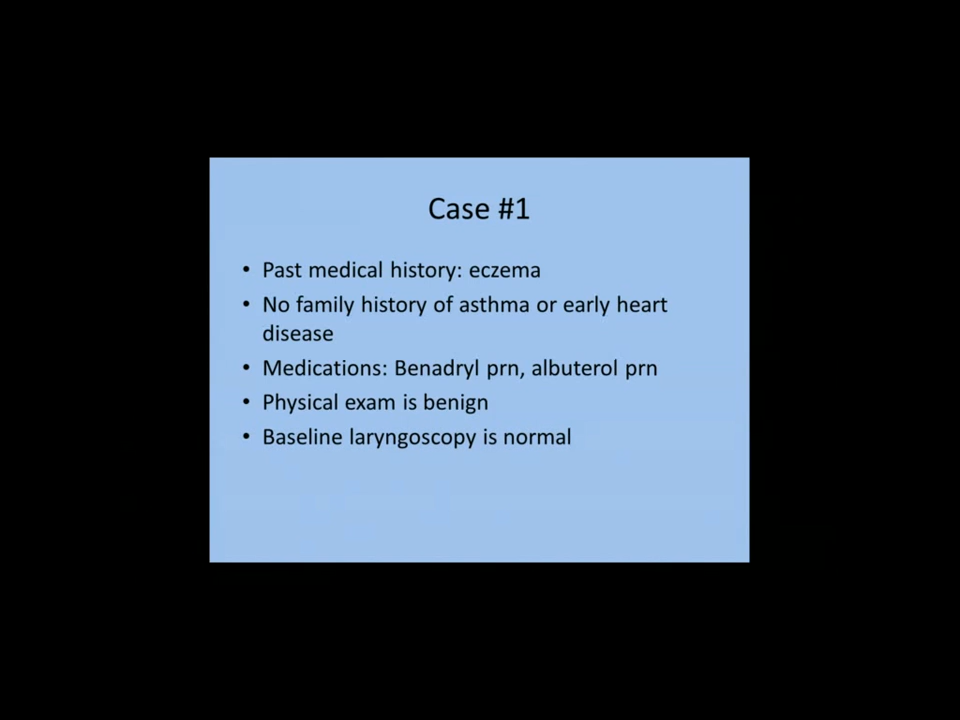 Case #1
• Past medical history: eczema
• No family history of asthma or early heart
disease
• Medications: Benadryl prn, albuterol prn
• Physical exam is benign
• Baseline laryngoscopy is normal